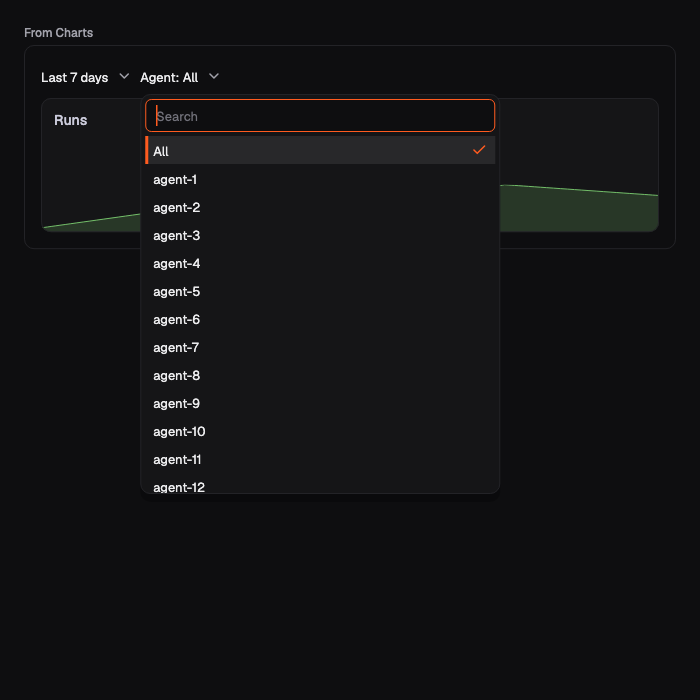 From Charts
Last 7 days Agent: All
Runs
Search
All
agent-1
agent-2
agent-3
agent-4
agent-5
agent-6
agent-7
agent-8
agent-9
agent-10
agent-11
agent-12